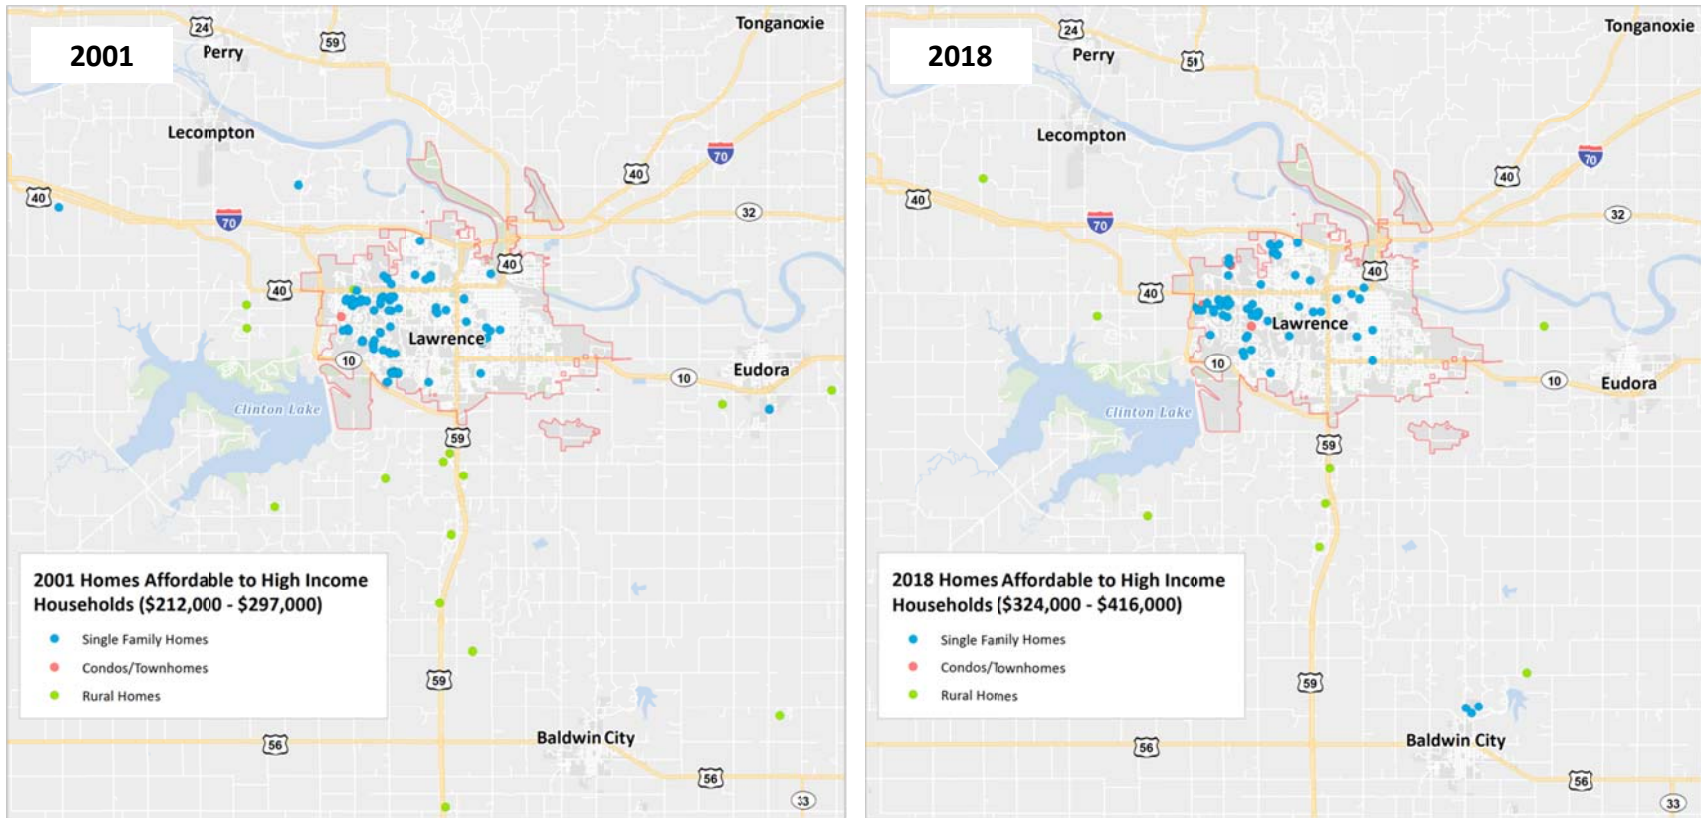 2001
24
59
Perry
Tonganoxie
Lecompton
70
40
40
32
70
40
40
Lawrence
10
10
Eudora
Clinton Lake
59
2001 Homes Affordable to High Income
Households ($212,000 - $297,000)
Single Family Homes
Condos/Townhomes
Rural Homes
59
56
Baldwin City
56
33
2018
24
59
Perry
Tonganoxie
Lecompton
70
40
40
32
70
40
40
Lawrence
10
10
Eudora
Clinton Lake
59
2018 Homes Affordable to High Income
Households ($324,000 - $416,000)
Single Family Homes
Condos/Townhomes
Rural Homes
59
56
Baldwin City
56
33